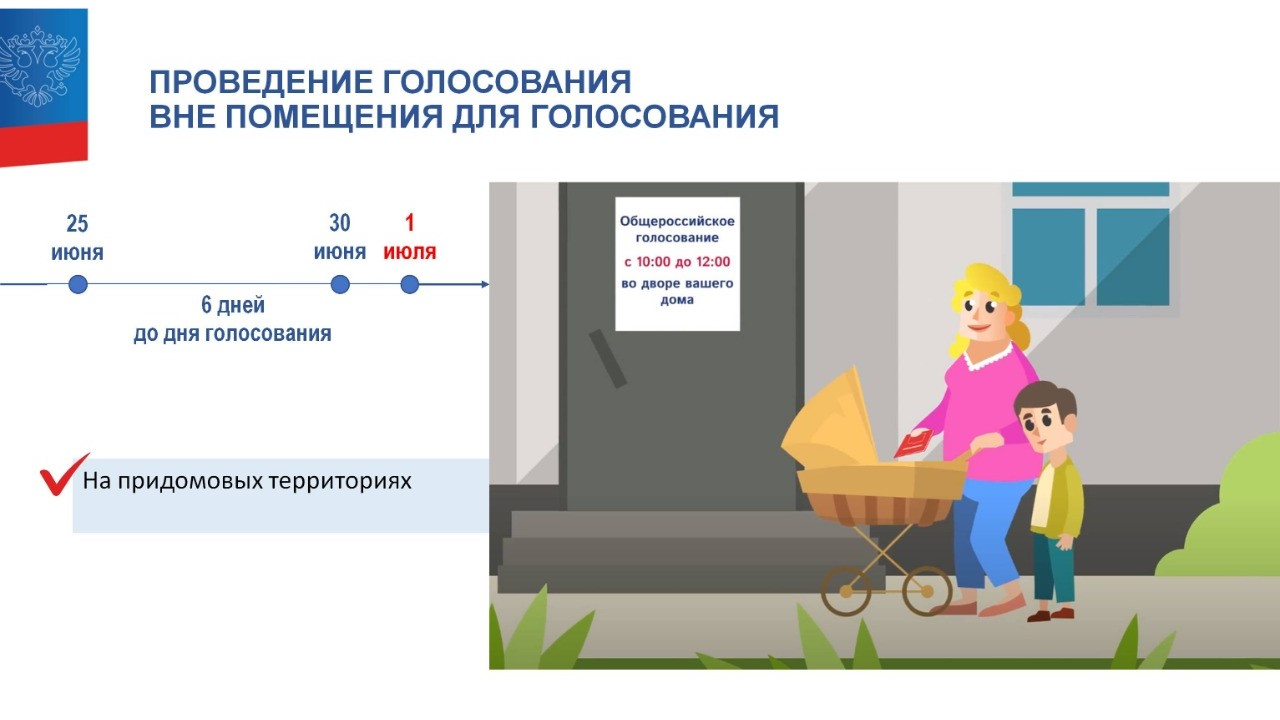 ПРОВЕДЕНИЕ ГОЛОСОВАНИЯ
ВНЕ ПОМЕЩЕНИЯ ДЛЯ ГОЛОСОВАНИЯ
25
июня
30
июня
1
июля
6 дней
до дня голосования
На придомовых территориях
Общероссийское
голосование
с 10:00 до 12:00
во дворе вашего
дома